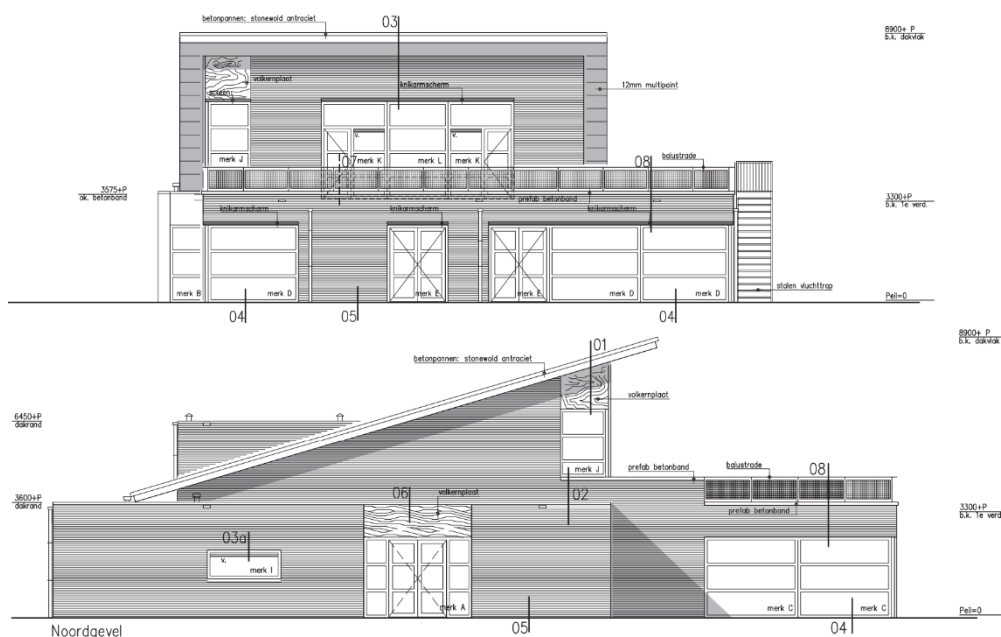 betonpannen: stonewold antraciet
03
8900+ P
b.k. dakvlak
volkernplaat
screen
knikarmscherm
12mm multipaint
v.
merk J
merk K
merk L
merk K
07
08
balustrade
3575+P
ok. betonband
prefab betonband
3300+P
b.k. 1e verd.
knikarmscherm
knikarmscherm
knikarmscherm
merk B
merk D
merk E
merk E
merk D
merk D
stalen vluchttrap
Peil=0
04
05
04
8900+ P
b.k. dakvlak
01
betonpannen: stonewold antraciet
volkernplaat
6450+P
dakrand
merk J
prefab betonband
balustrade
08
02
3600+P
dakrand
06
volkernplaat
prefab betonband
3300+P
b.k. 1e verd
03a
v.
merk I
merk A
merk C
merk C
Peil=0
Noordgevel
05
04